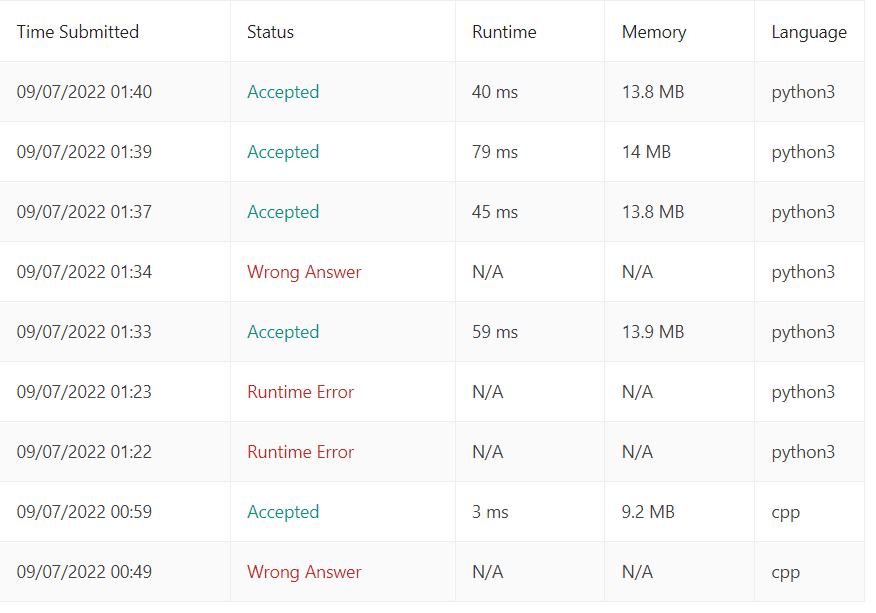 Time Submitted Status Runtime Memory Language
09/07/2022 01:40 Accepted 40 ms 13.8 MB python3
09/07/2022 01:39 Accepted 79 ms 14 MB python3
09/07/2022 01:37 Accepted 45 ms 13.8 MB python3
09/07/2022 01:34 Wrong Answer N/A N/A python3
09/07/2022 01:33 Accepted 59 ms 13.9 MB python3
09/07/2022 01:23 Runtime Error N/A N/A python3
09/07/2022 01:22 Runtime Error N/A N/A python3
09/07/2022 00:59 Accepted 3 ms 9.2 MB cpp
09/07/2022 00:49 Wrong Answer N/A N/A cpp